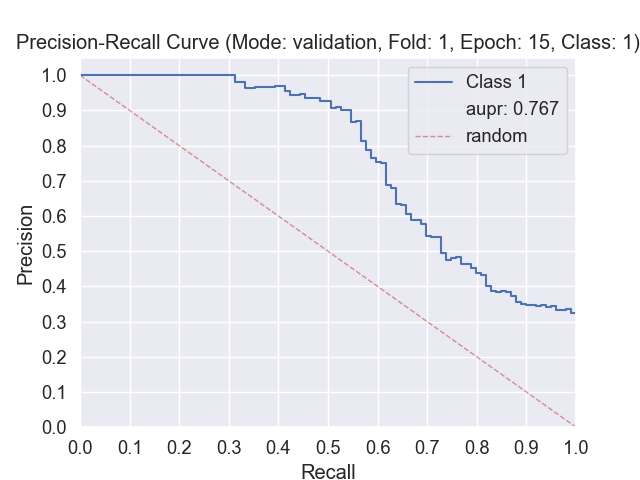 Precision-Recall Curve (Mode: validation, Fold: 1, Epoch: 15, Class: 1)
1.0
0.9
0.8
0.7
0.6
0.5
0.4
0.3
0.2
0.1
0.0
Precision
Class 1
aupr: 0.767
random
0.0 0.1 0.2 0.3 0.4 0.5 0.6 0.7 0.8 0.9 1.0
Recall